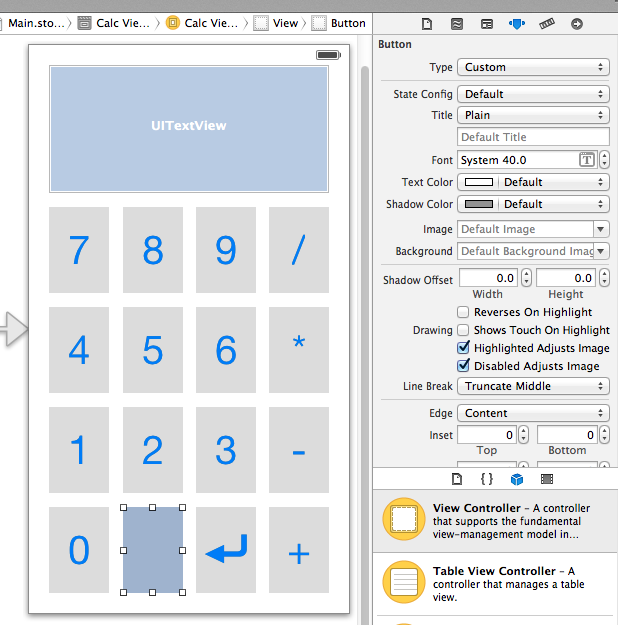 Main.sto... Calc Vie... Calc Vie... View Button
UITextView
7 8 9 /
4 5 6 *
1 2 3 -
0 +
Button
Type Custom
State Config Default
Title Plain
Default Title
Font System 40.0 T
Text Color Default
Shadow Color Default
Image Default Image
Background Default Background Imag
Shadow Offset 0.0 0.0
Width Height
Reverses On Highlight
Drawing Shows Touch On Highlight
Highlighted Adjusts Image
Disabled Adjusts Image
Line Break Truncate Middle
Edge Content
Inset 0 0
Top Bottom
{ }
View Controller – A controller
that supports the fundamental
view-management model in...
Table View Controller – A
controller that manages a table
view.